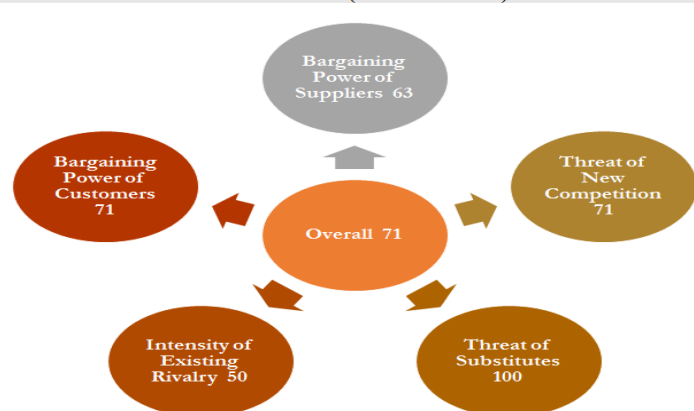 Bargaining
Power of
Suppliers 63
Bargaining
Power of
Customers
71
Threat of
New
Competition
71
Overall 71
Intensity of
Existing
Rivalry 50
Threat of
Substitutes
100